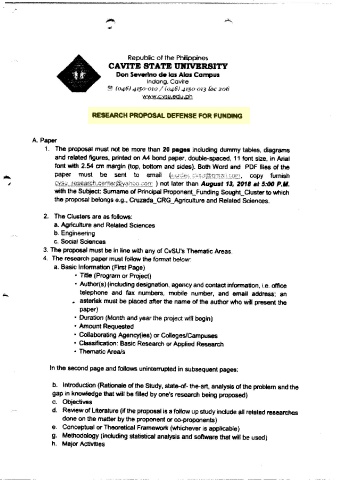 Republic of the Philippines
CAVITE STATE UNIVERSITY
Don Severino de las Alas Campus
Indang, Cavite
(046) 4150-010 / (046) 4150-013 loc 206
www.cvsu.edu.ph
RESEARCH PROPOSAL DEFENSE FOR FUNDING
A. Paper
1. The proposal must not be more than 20 pages including dummy tables, diagrams
and related figures, printed on A4 bond paper, double-spaced, 11 font size, in Arial
font with 2.54 cm margin (top, bottom and sides). Both Word and PDF files of the
paper must be sent to email ( copy furnish
cvsu_research.center@yahoo.com ) not later than August 13, 2018 at 5:00 P.M.
with the Subject: Surname of Principal Proponent_Funding Sought_Cluster to which
the proposal belongs e.g., Cruzada_CRG_Agriculture and Related Sciences.
2. The Clusters are as follows:
a. Agriculture and Related Sciences
b. Engineering
c. Social Sciences
3. The proposal must be in line with any of CvSU's Thematic Areas.
4. The research paper must follow the format below:
a. Basic Information (First Page)
• Title (Program or Project)
• Author(s) (including designation, agency and contact information, i.e. office
telephone and fax numbers, mobile number, and email address; an
asterisk must be placed after the name of the author who will present the
paper)
• Duration (Month and year the project will begin)
• Amount Requested
• Collaborating Agency(ies) or Colleges/Campuses
• Classification: Basic Research or Applied Research
• Thematic Area/s
In the second page and follows uninterrupted in subsequent pages:
b. Introduction (Rationale of the Study, state-of- the-art, analysis of the problem and the
gap in knowledge that will be filled by one's research being proposed)
c. Objectives
d. Review of Literature (if the proposal is a follow up study include all related researches
done on the matter by the proponent or co-proponents)
e. Conceptual or Theoretical Framework (whichever is applicable)
g. Methodology (including statistical analysis and software that will be used)
h. Major Activities